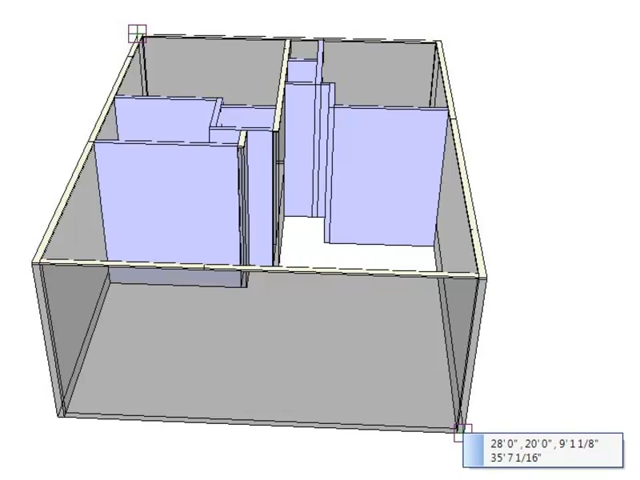 28' 0", 20' 0", 9' 1 1/8"
35' 7 1/16"